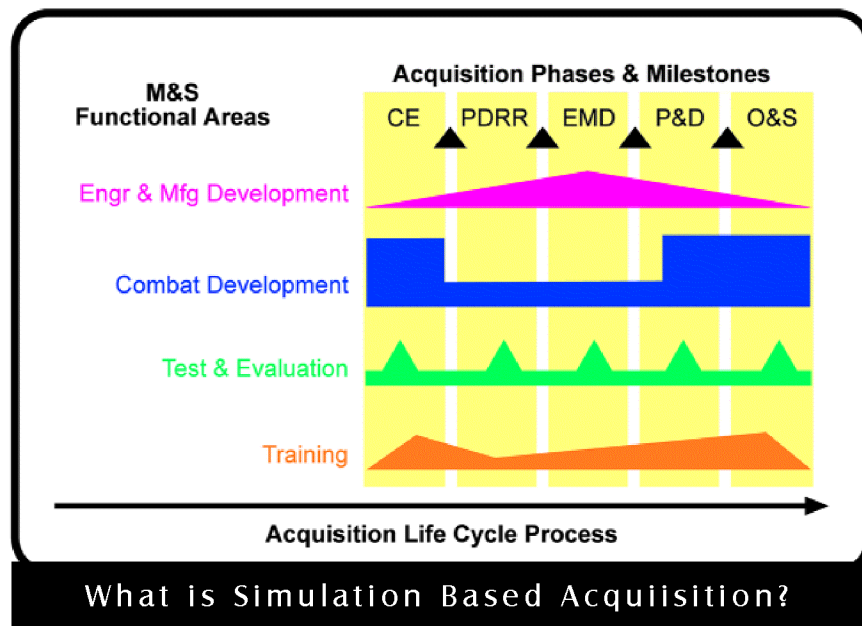 Acquisition Phases & Milestones
M&S
Functional Areas
CE PDRR EMD P&D O&S
Engr & Mfg Development
Combat Development
Test & Evaluation
Training
Acquisition Life Cycle Process
What is Simulation Based Acquiisition?